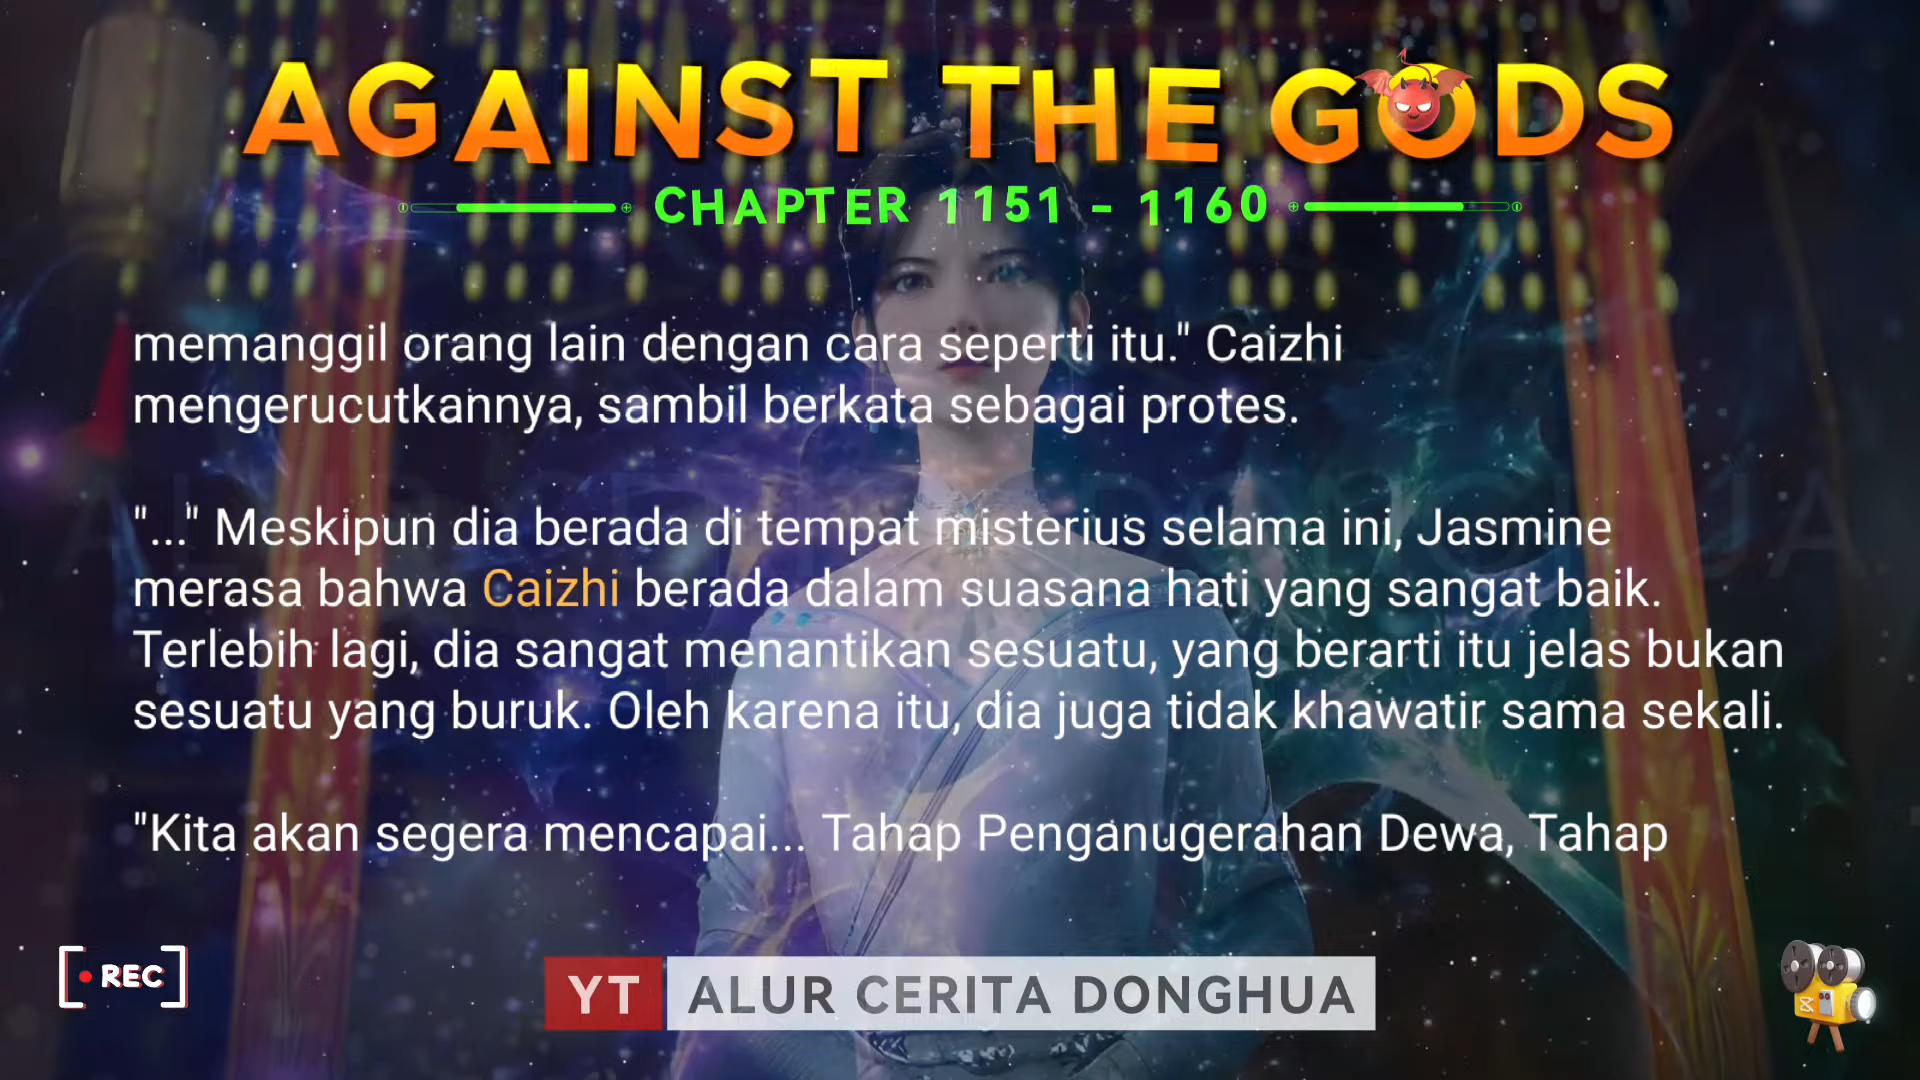 AGAINST THE GODS
CHAPTER 1151 - 1160
memanggil orang lain dengan cara seperti itu." Caizhi
mengerucutkannya, sambil berkata sebagai protes.
"..." Meskipun dia berada di tempat misterius selama ini, Jasmine
merasa bahwa Caizhi berada dalam suasana hati yang sangat baik.
Terlebih lagi, dia sangat menantikan sesuatu, yang berarti itu jelas bukan
sesuatu yang buruk. Oleh karena itu, dia juga tidak khawatir sama sekali.
"Kita akan segera mencapai... Tahap Penganugerahan Dewa, Tahap
REC
YT ALUR CERITA DONGHUA